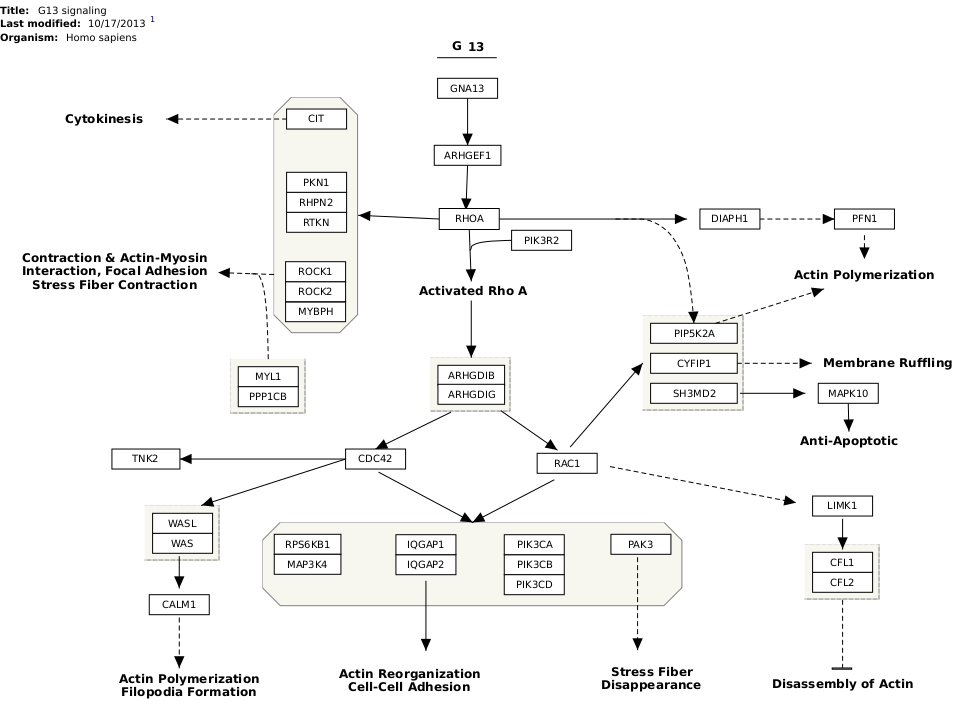 Title: G13 signaling
Last modified: 10/17/2013 1
Organism: Homo sapiens
G 13
GNA13
CIT
Cytokinesis
ARHGEF1
PKN1
RHPN2
RTKN
RHOA
DIAPH1
PFN1
PIK3R2
Contraction & Actin-Myosin
Interaction, Focal Adhesion
Stress Fiber Contraction
ROCK1
ROCK2
MYBPH
Activated Rho A
Actin Polymerization
PIP5K2A
CYFIP1
SH3MD2
Membrane Ruffling
MAPK10
Anti-Apoptotic
MYL1
PPP1CB
ARHGDIB
ARHGDIG
TNK2
CDC42
RAC1
LIMK1
WASL
WAS
RPS6KB1
MAP3K4
IQGAP1
IQGAP2
PIK3CA
PIK3CB
PIK3CD
PAK3
CFL1
CFL2
CALM1
Actin Polymerization
Filopodia Formation
Actin Reorganization
Cell-Cell Adhesion
Stress Fiber
Disappearance
Disassembly of Actin